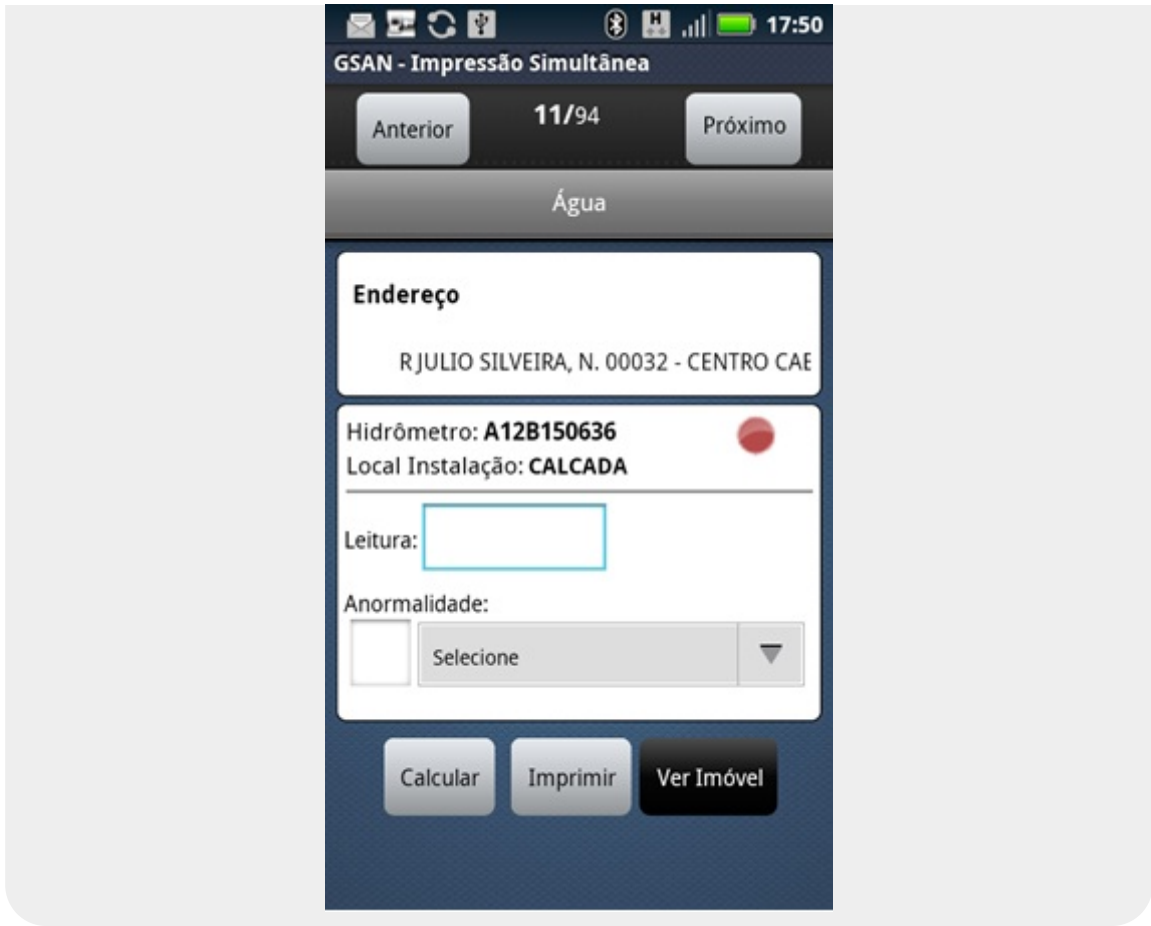 17:50
GSAN - Impressão Simultânea
Anterior 11/94 Próximo
Água
Endereço
R JULIO SILVEIRA, N. 00032 - CENTRO CAE
Hidrômetro: A12B150636
Local Instalação: CALCADA
Leitura:
Anormalidade:
Selecione
Calcular Imprimir Ver Imóvel